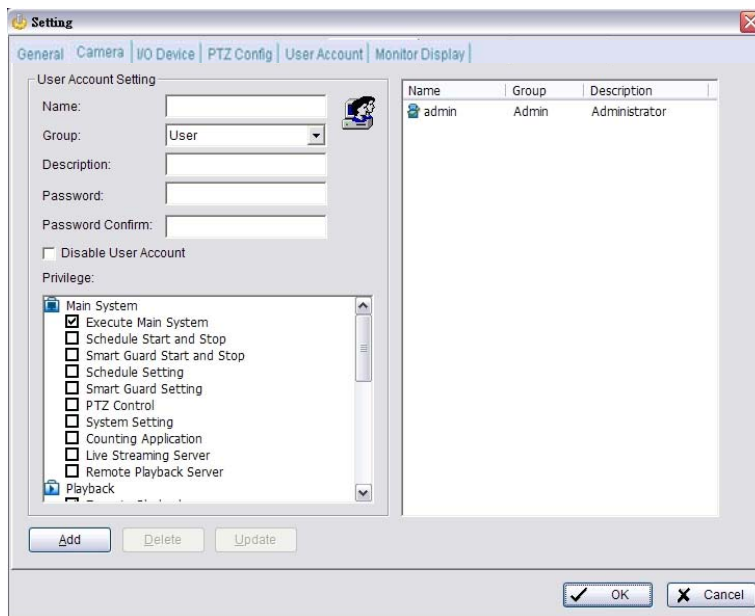 Setting
General Camera I/O Device PTZ Config User Account Monitor Display
User Account Setting
Name:
Group: User
Description:
Password:
Password Confirm:
Disable User Account
Privilege:
Main System
Execute Main System
Schedule Start and Stop
Smart Guard Start and Stop
Schedule Setting
Smart Guard Setting
PTZ Control
System Setting
Counting Application
Live Streaming Server
Remote Playback Server
Playback
Add Delete Update
Name Group Description
admin Admin Administrator
OK Cancel